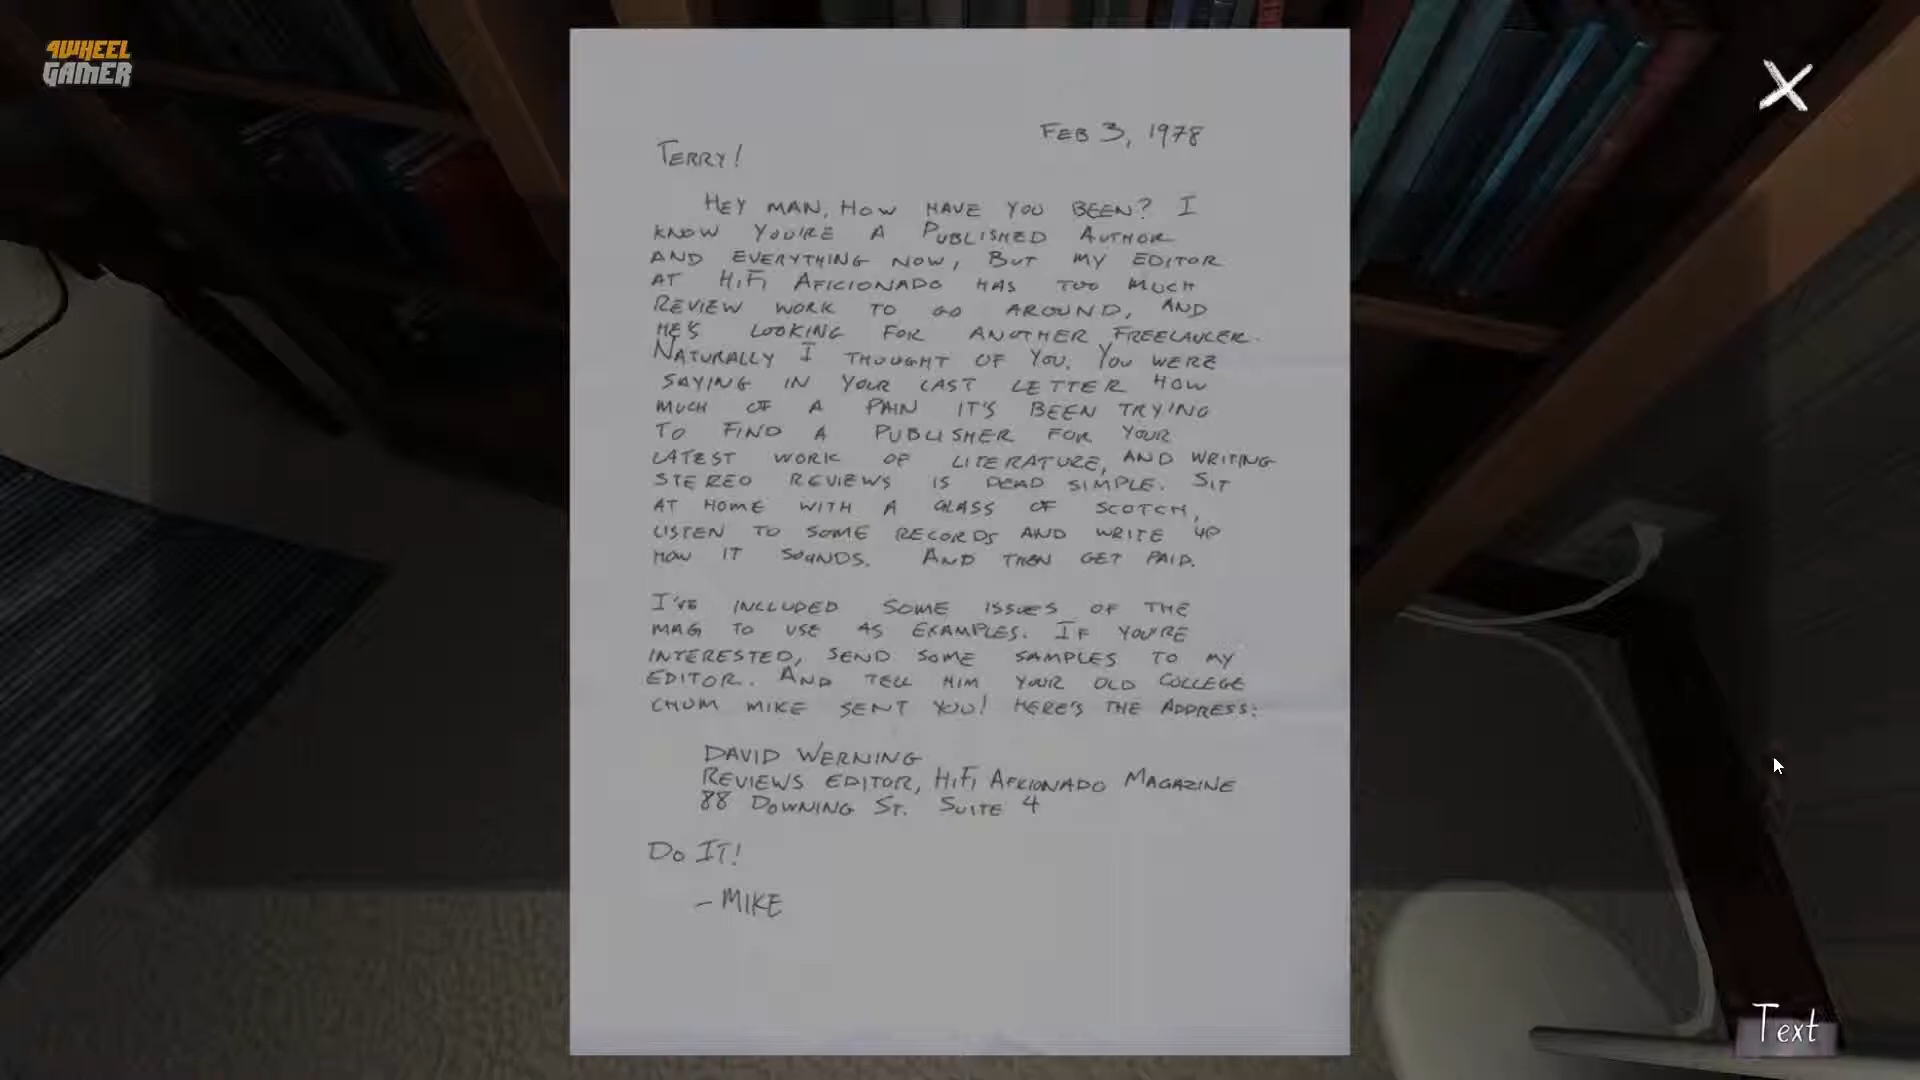 4WHEEL
GAMER
FEB 3, 1978
TERRY!
HEY MAN, HOW HAVE YOU BEEN? I
KNOW YOU'RE A PUBLISHED AUTHOR
AND EVERYTHING NOW, BUT MY EDITOR
AT HIFI AFICIONADO HAS TOO MUCH
REVIEW WORK TO GO AROUND, AND
HE'S LOOKING FOR ANOTHER FREELANCER.
NATURALLY I THOUGHT OF YOU. YOU WERE
SAYING IN YOUR LAST LETTER HOW
MUCH OF A PAIN IT'S BEEN TRYING
TO FIND A PUBLISHER FOR YOUR
LATEST WORK OF LITERATURE, AND WRITING
STEREO REVIEWS IS DEAD SIMPLE. SIT
AT HOME WITH A GLASS OF SCOTCH,
LISTEN TO SOME RECORDS AND WRITE UP
HOW IT SOUNDS. AND THEN GET PAID.
I'VE INCLUDED SOME ISSUES OF THE
MAG TO USE AS EXAMPLES. IF YOU'RE
INTERESTED, SEND SOME SAMPLES TO MY
EDITOR. AND TELL HIM YOUR OLD COLLEGE
CHUM MIKE SENT YOU! HERE'S THE ADDRESS:
DAVID WERNING
REVIEWS EDITOR, HIFI AFICIONADO MAGAZINE
88 DOWNING ST. SUITE 4
DO IT!
- MIKE
Text